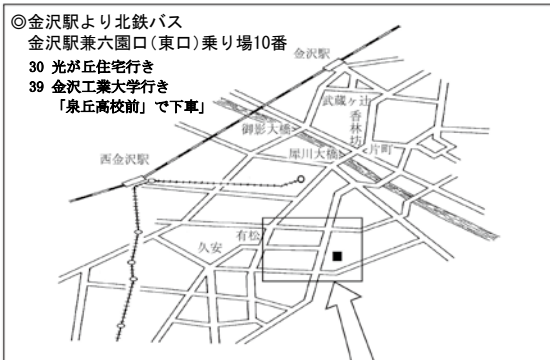 ◎金沢駅より北鉄バス
金沢駅兼六園口(東口)乗り場10番
30 光が丘住宅行き
39 金沢工業大学行き
「泉丘高校前」で下車」
金沢駅
武蔵ヶ辻
香林坊
御影大橋
犀川大橋
片町
西金沢駅
有松
久安